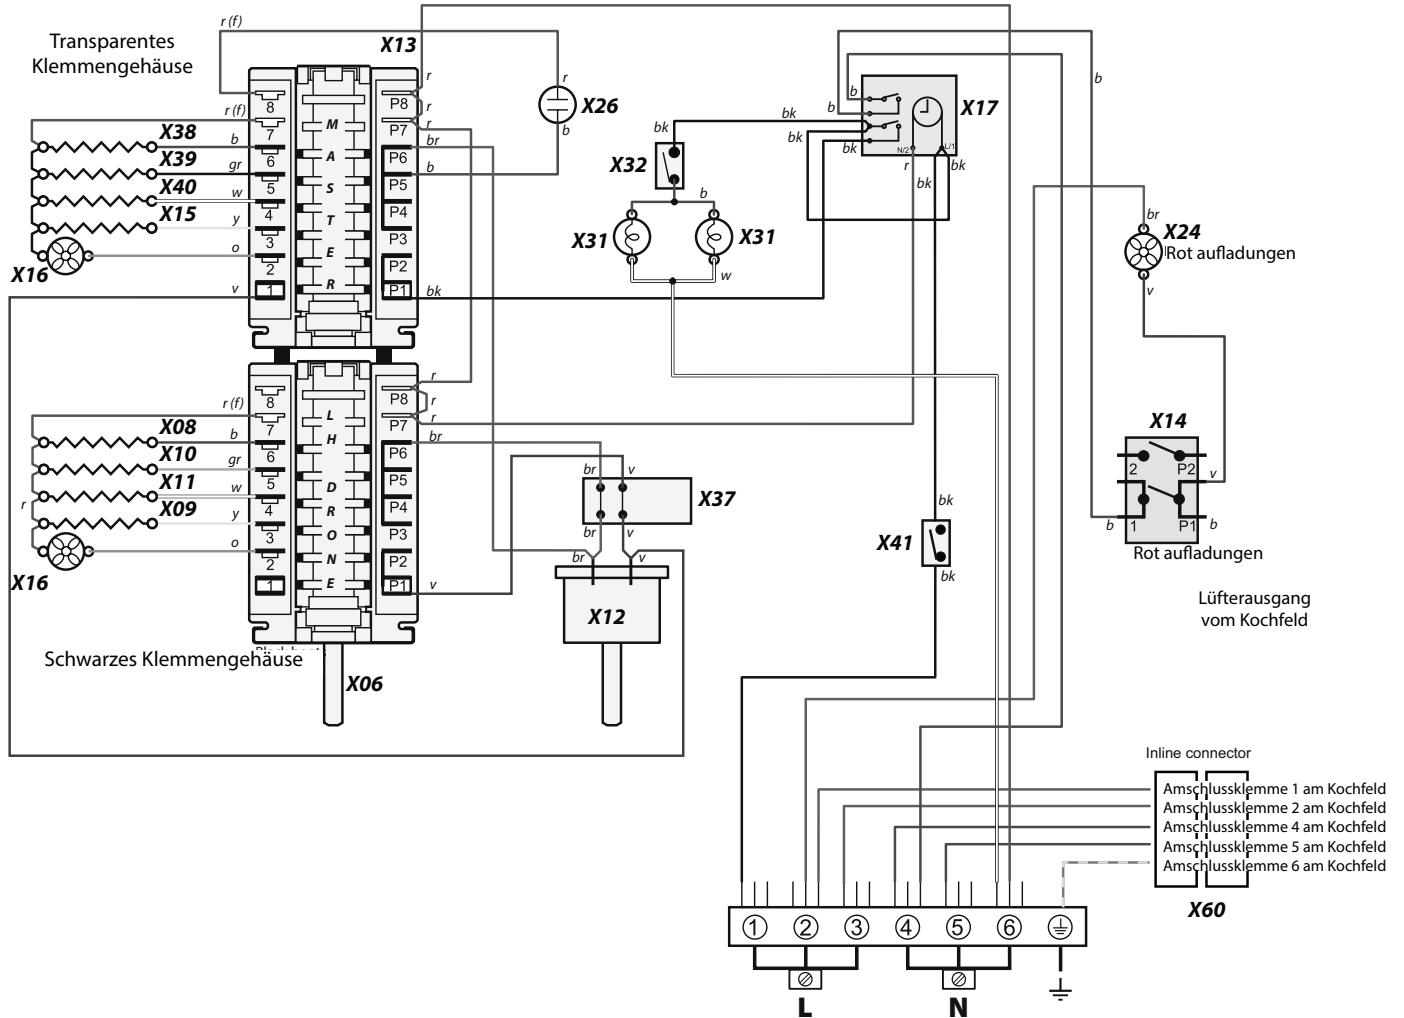 Transparentes
Klemmengehäuse
r (f)
X13
r
r
X26
b
X38
X39
X40
X15
X16
r (f)
b
gr
w
y
o
v
8
7
6
5
4
3
2
1
M
A
S
T
E
R
P8
P7
P6
P5
P4
P3
P2
P1
r
r
br
b
bk
X32
bk
bk
bk
bk
X31
X31
b
w
X17
b
b
N/2
L/1
r
bk
bk
b
br
X24
Rot aufladungen
v
X14
2
P2
1
P1
v
b
b
Rot aufladungen
Lüfterausgang
vom Kochfeld
X08
X10
X11
X09
X16
r
r (f)
b
gr
w
y
o
8
7
6
5
4
3
2
1
L
H
D
R
O
N
E
P8
P7
P6
P5
P4
P3
P2
P1
r
r
r
br
v
br
v
X37
br
v
br
v
X12
X41
bk
bk
Schwarzes Klemmengehäuse
X06
Inline connector
Amschlussklemme 1 am Kochfeld
Amschlussklemme 2 am Kochfeld
Amschlussklemme 4 am Kochfeld
Amschlussklemme 5 am Kochfeld
Amschlussklemme 6 am Kochfeld
X60
1
2
3
4
5
6
L
N